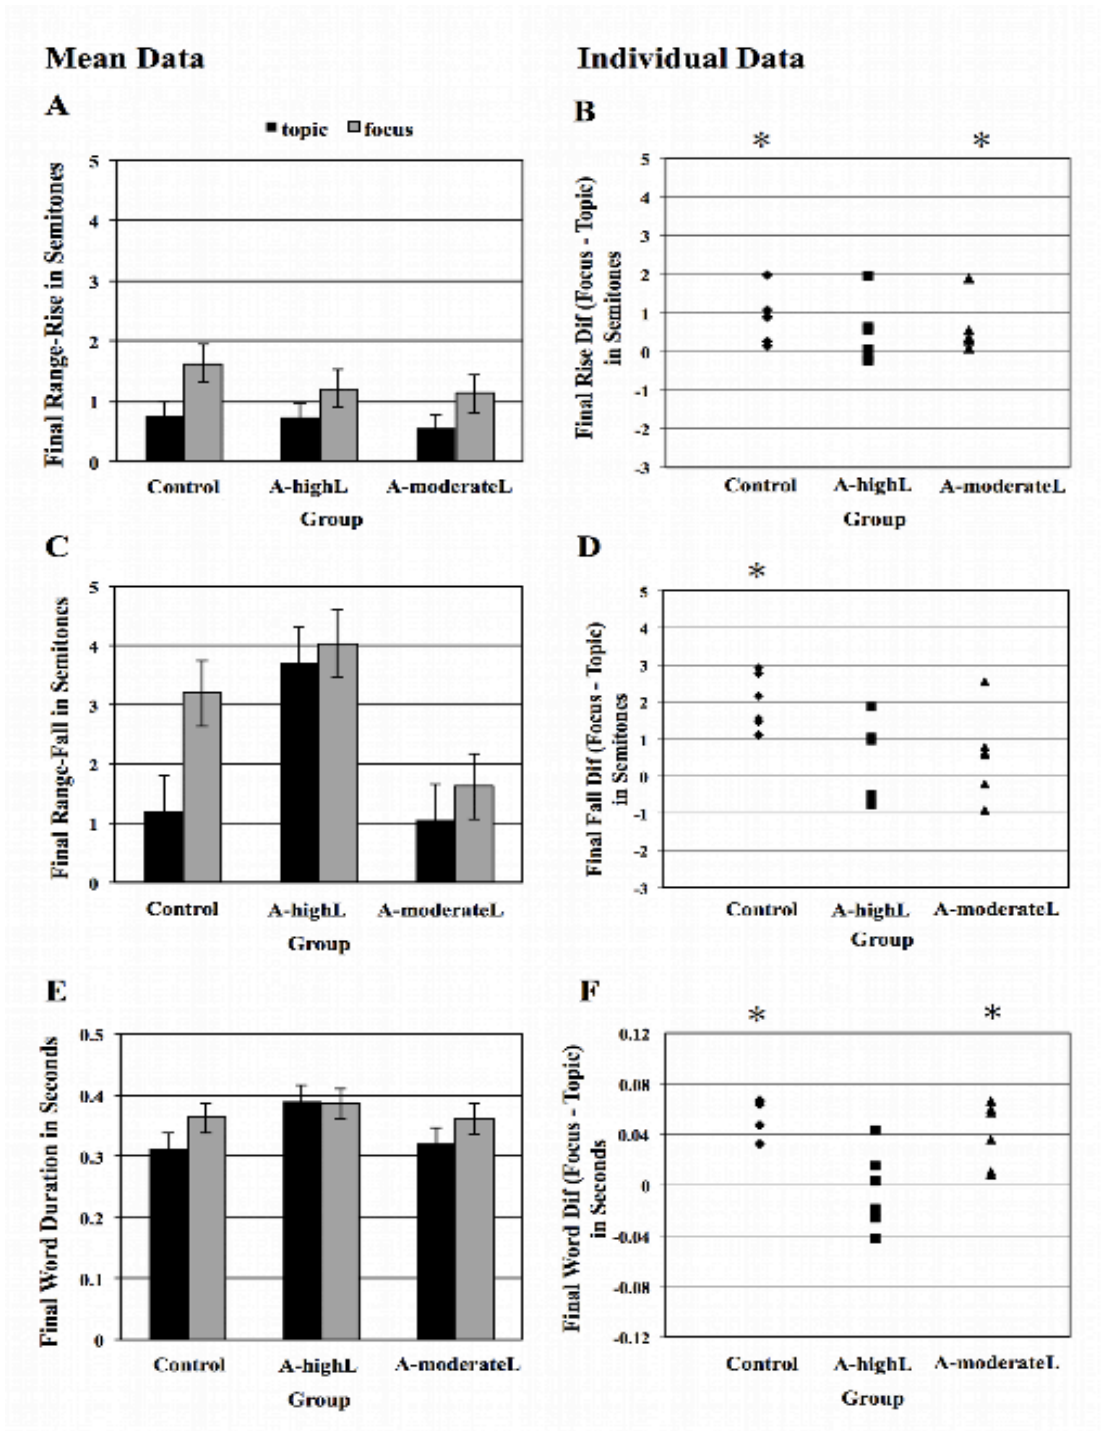 Mean Data
Individual Data
A
■ topic ■ focus
Final Range-Rise in Semitones
5
4
3
2
1
0
Control A-highL A-moderateL
Group
B
* *
Final Rise Dif (Focus - Topic)
in Semitones
5
4
3
2
1
0
-1
-2
-3
Control A-highL A-moderateL
Group
C
Final Range-Fall in Semitones
5
4
3
2
1
0
Control A-highL A-moderateL
Group
D
*
Final Fall Dif (Focus - Topic)
in Semitones
5
4
3
2
1
0
-1
-2
-3
Control A-highL A-moderateL
Group
E
Final Word Duration in Seconds
0.5
0.4
0.3
0.2
0.1
0
Control A-highL A-moderateL
Group
F
* *
Final Word Dif (Focus - Topic)
in Seconds
0.12
0.08
0.04
0
-0.04
-0.08
-0.12
Control A-highL A-moderateL
Group